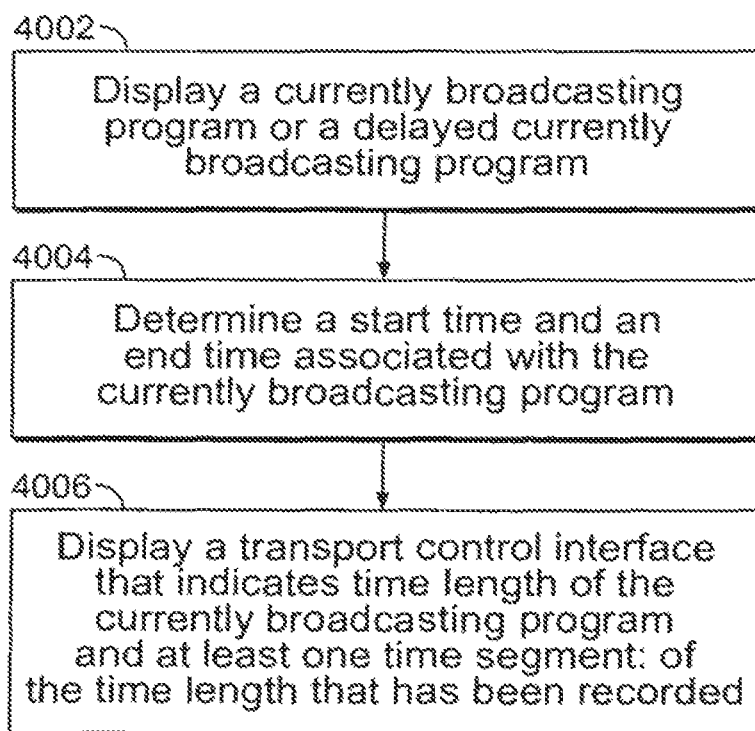 4002
Display a currently broadcasting
program or a delayed currently
broadcasting program
4004
Determine a start time and an
end time associated with the
currently broadcasting program
4006
Display a transport control interface
that indicates time length of the
currently broadcasting program
and at least one time segment: of
the time length that has been recorded